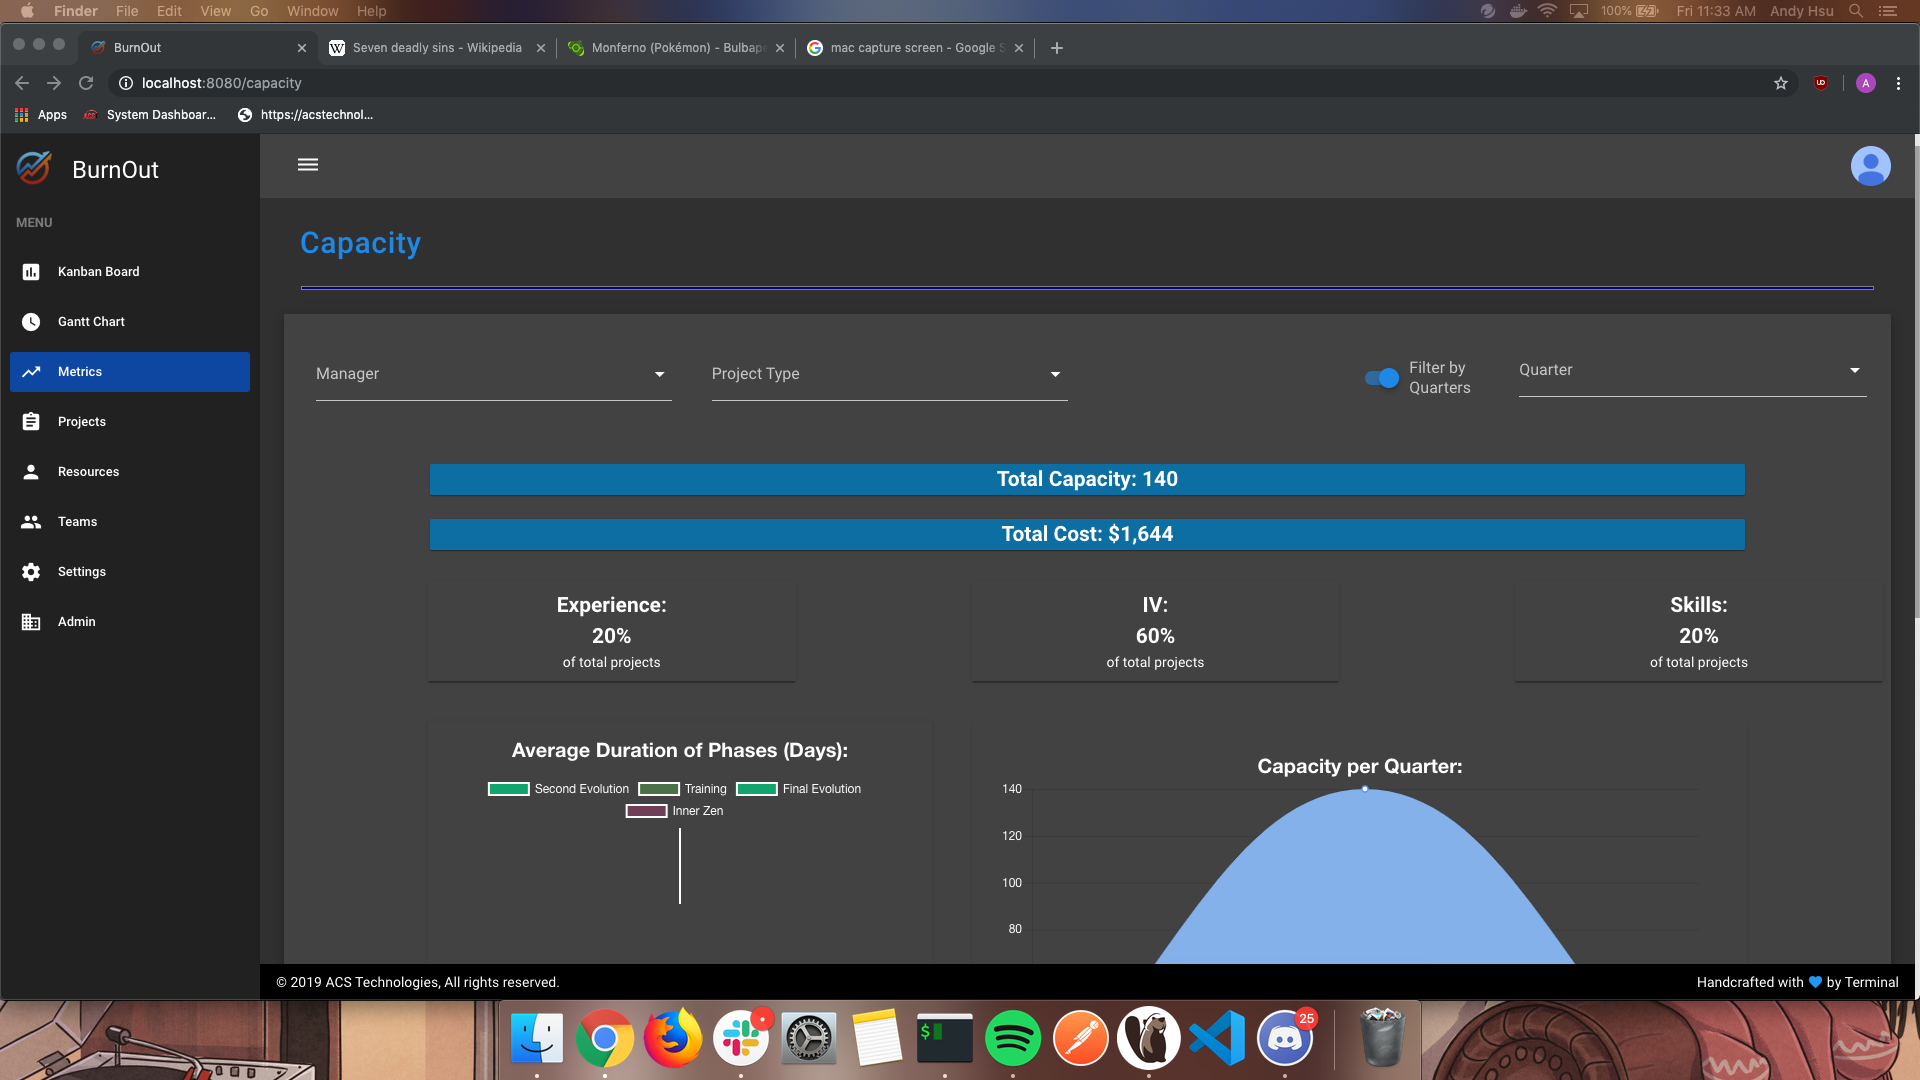 Finder File Edit View Go Window Help
100% Fri 11:33 AM Andy Hsu
BurnOut
Seven deadly sins - Wikipedia
Monferno (Pokémon) - Bulbap
mac capture screen - Google S
localhost:8080/capacity
A
Apps
System Dashboar...
https://acstechnol...
BurnOut
MENU
Kanban Board
Gantt Chart
Metrics
Projects
Resources
Teams
Settings
Admin
Capacity
Manager
Project Type
Filter by
Quarters
Quarter
Total Capacity: 140
Total Cost: $1,644
Experience:
20%
of total projects
IV:
60%
of total projects
Skills:
20%
of total projects
Average Duration of Phases (Days):
Second Evolution Training Final Evolution
Inner Zen
Capacity per Quarter:
140
120
100
80
© 2019 ACS Technologies, All rights reserved.
Handcrafted with 💙 by Terminal
$
25